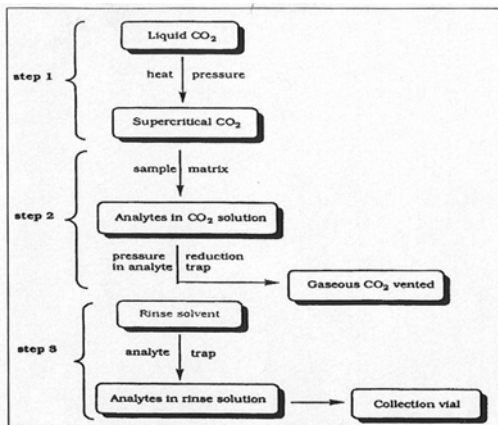 Liquid CO₂
step 1
heat pressure
Supercritical CO₂
sample matrix
step 2
Analytes in CO₂ solution
pressure reduction
in analyte trap
Gaseous CO₂ vented
Rinse solvent
step 3
analyte trap
Analytes in rinse solution
Collection vial